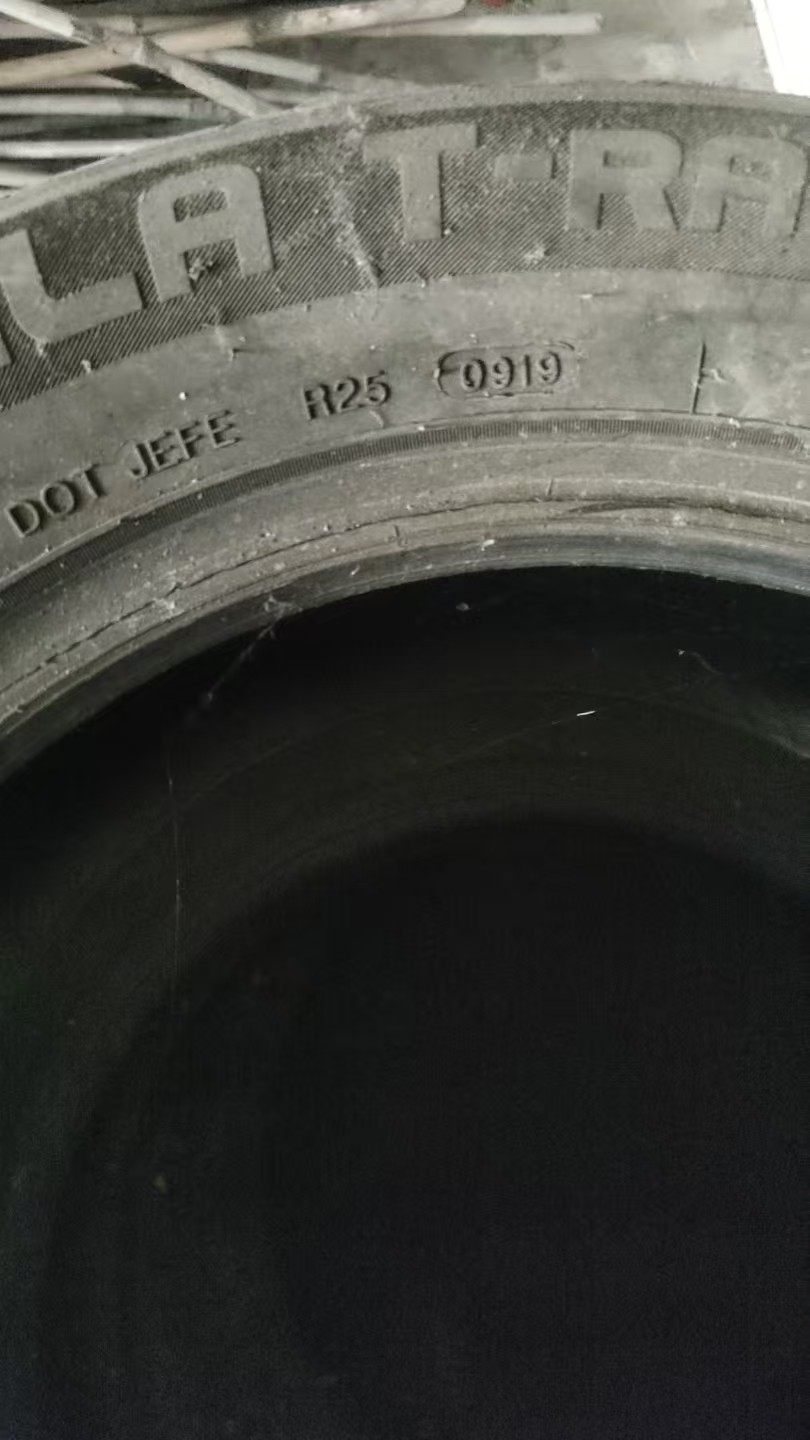 LA T-RA
DOT JEFE R25 0919